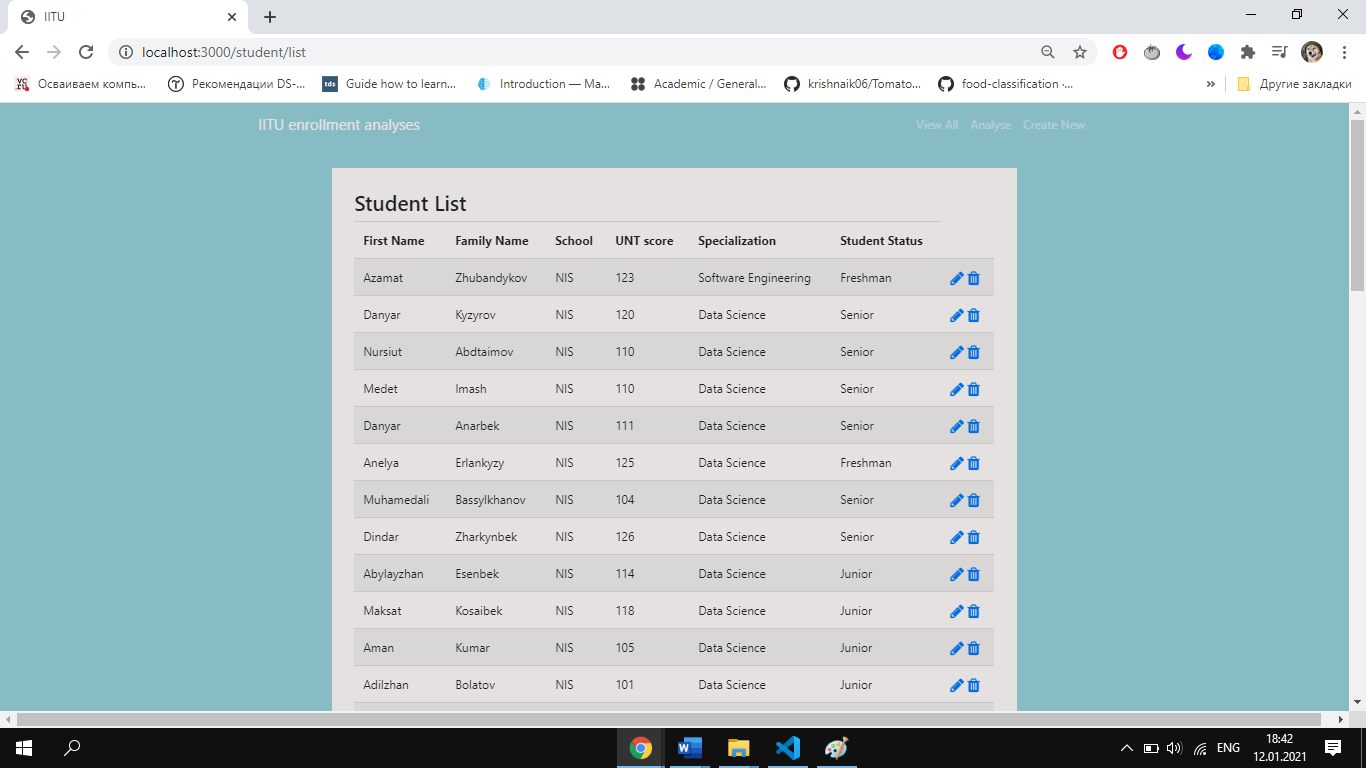 IITU
localhost:3000/student/list
Осваиваем компь... Рекомендации DS-... tds Guide how to learn... Introduction — Ma... Academic / General... krishnaik06/Tomato... food-classification ·... » Другие закладки
IITU enrollment analyses View All Analyse Create New
Student List
First Name Family Name School UNT score Specialization Student Status
Azamat Zhubandykov NIS 123 Software Engineering Freshman
Danyar Kyzyrov NIS 120 Data Science Senior
Nursiut Abdtaimov NIS 110 Data Science Senior
Medet Imash NIS 110 Data Science Senior
Danyar Anarbek NIS 111 Data Science Senior
Anelya Erlankyzy NIS 125 Data Science Freshman
Muhamedali Bassylkhanov NIS 104 Data Science Senior
Dindar Zharkynbek NIS 126 Data Science Senior
Abylayzhan Esenbek NIS 114 Data Science Junior
Maksat Kosaibek NIS 118 Data Science Junior
Aman Kumar NIS 105 Data Science Junior
Adilzhan Bolatov NIS 101 Data Science Junior
ENG 18:42
12.01.2021